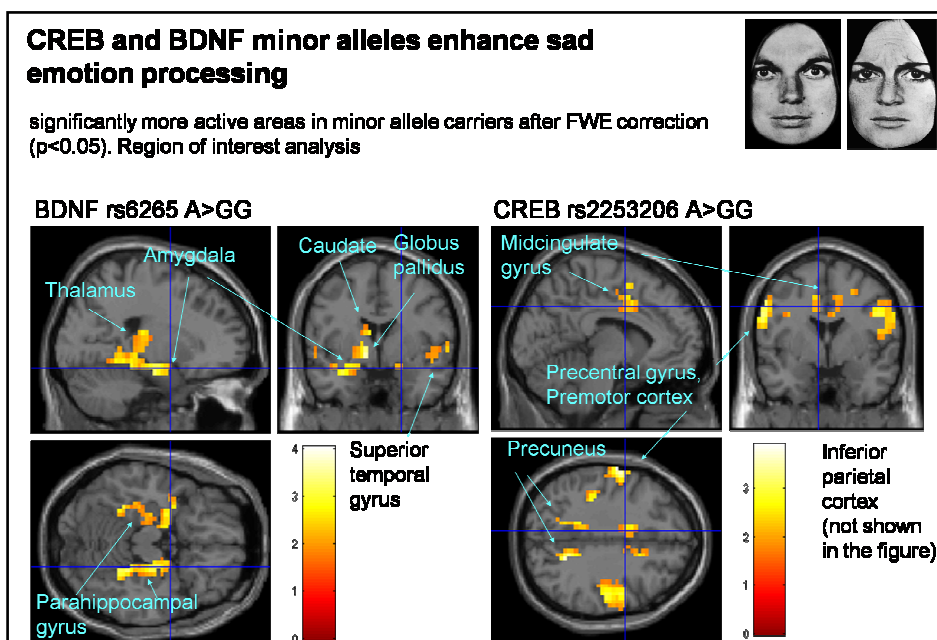 CREB and BDNF minor alleles enhance sad
emotion processing
significantly more active areas in minor allele carriers after FWE correction
(p<0.05). Region of interest analysis
BDNF rs6265 A>GG
Amygdala
Thalamus
Caudate
Globus
pallidus
Superior
temporal
gyrus
Parahippocampal
gyrus
4
3
2
1
0
CREB rs2253206 A>GG
Midcingulate
gyrus
Precentral gyrus,
Premotor cortex
Precuneus
3
2
1
0
Inferior
parietal
cortex
(not shown
in the figure)